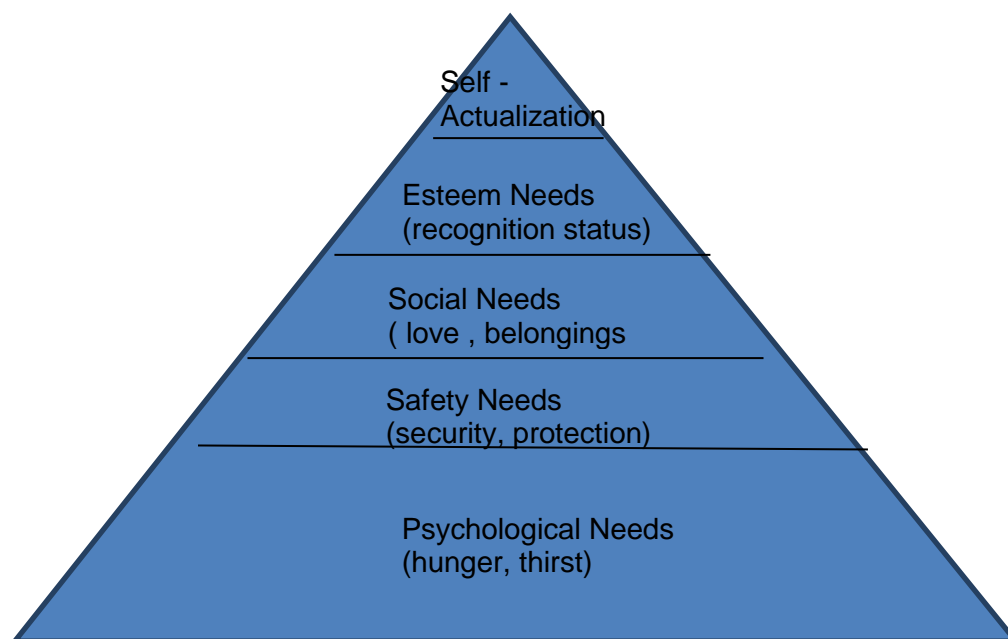 Self -
Actualization
Esteem Needs
(recognition status)
Social Needs
( love , belongings
Safety Needs
(security, protection)
Psychological Needs
(hunger, thirst)